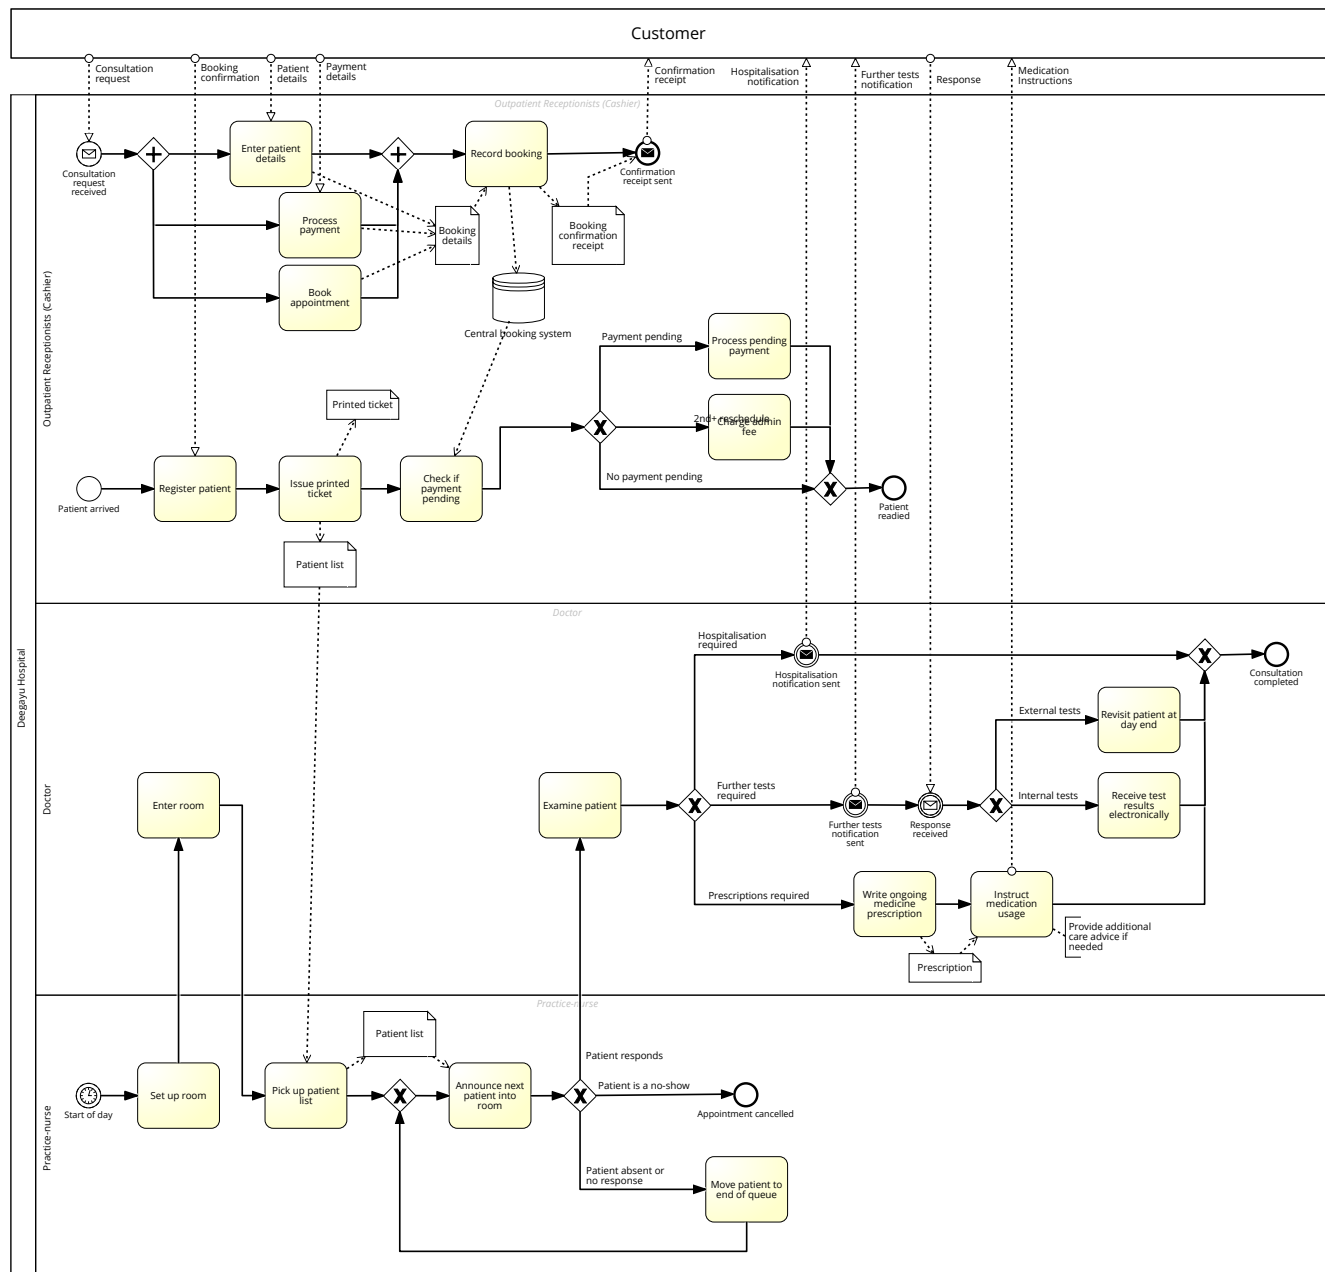 Customer
Consultation
request
Booking
confirmation
Patient
details
Payment
details
Confirmation
receipt
Hospitalisation
notification
Further tests
notification
Response
Medication
Instructions
Deegayu Hospital
Outpatient Receptionists (Cashier)
Outpatient Receptionists (Cashier)
Consultation
request
received
Enter patient
details
Process
payment
Book
appointment
Record booking
Confirmation
receipt sent
Booking
details
Booking
confirmation
receipt
Central booking system
Payment pending
Process pending
payment
2nd+ reschedule
Charge admin
fee
No payment pending
Printed ticket
Patient arrived
Register patient
Issue printed
ticket
Check if
payment
pending
Patient
readied
Patient list
Doctor
Doctor
Hospitalisation
required
Hospitalisation
notification sent
Consultation
completed
External tests
Revisit patient at
day end
Enter room
Examine patient
Further tests
required
Further tests
notification
sent
Response
received
Internal tests
Receive test
results
electronically
Prescriptions required
Write ongoing
medicine
prescription
Instruct
medication
usage
Provide additional
care advice if
needed
Prescription
Practice-nurse
Practice-nurse
Patient list
Start of day
Set up room
Pick up patient
list
Announce next
patient into
room
Patient responds
Patient is a no-show
Appointment cancelled
Patient absent or
no response
Move patient to
end of queue